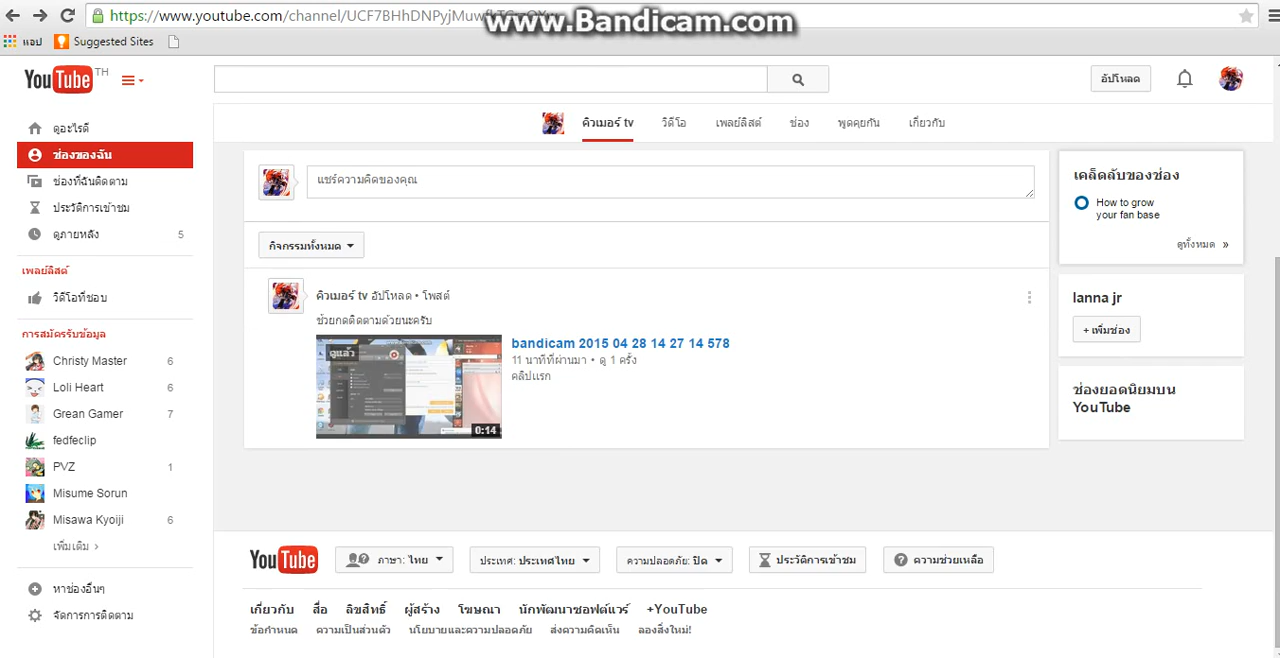 https://www.youtube.com/channel/UCF7BHhDNPyjMuw
www.Bandicam.com
แอป Suggested Sites
YouTube TH
อัปโหลด
คิวเมอร์ tv วิดีโอ เพลย์ลิสต์ ช่อง พูดคุยกัน เกี่ยวกับ
ดูอะไรดี
ช่องของฉัน
ช่องที่ฉันติดตาม
ประวัติการเข้าชม
ดูภายหลัง 5
เพลย์ลิสต์
วิดีโอที่ชอบ
การสมัครรับข้อมูล
Christy Master 6
Loli Heart 6
Grean Gamer 7
fedfeclip
PVZ 1
Misume Sorun
Misawa Kyoiji 6
เพิ่มเติม ›
หาช่องอื่นๆ
จัดการการติดตาม
แชร์ความคิดของคุณ
กิจกรรมทั้งหมด
คิวเมอร์ tv อัปโหลด • โพสต์
ช้วยกดติดตามด้วยนะครับ
ดูแล้ว
0:14
bandicam 2015 04 28 14 27 14 578
11 นาทีที่ผ่านมา • ดู 1 ครั้ง
คลิปแรก
เคล็ดลับของช่อง
How to grow
your fan base
ดูทั้งหมด »
lanna jr
+ เพิ่มช่อง
ช่องยอดนิยมบน
YouTube
YouTube ภาษา: ไทย ประเทศ: ประเทศไทย ความปลอดภัย: ปิด ประวัติการเข้าชม ความช่วยเหลือ
เกี่ยวกับ สื่อ ลิขสิทธิ์ ผู้สร้าง โฆษณา นักพัฒนาซอฟต์แวร์ +YouTube
ข้อกำหนด ความเป็นส่วนตัว นโยบายและความปลอดภัย ส่งความคิดเห็น ลองสิ่งใหม่!